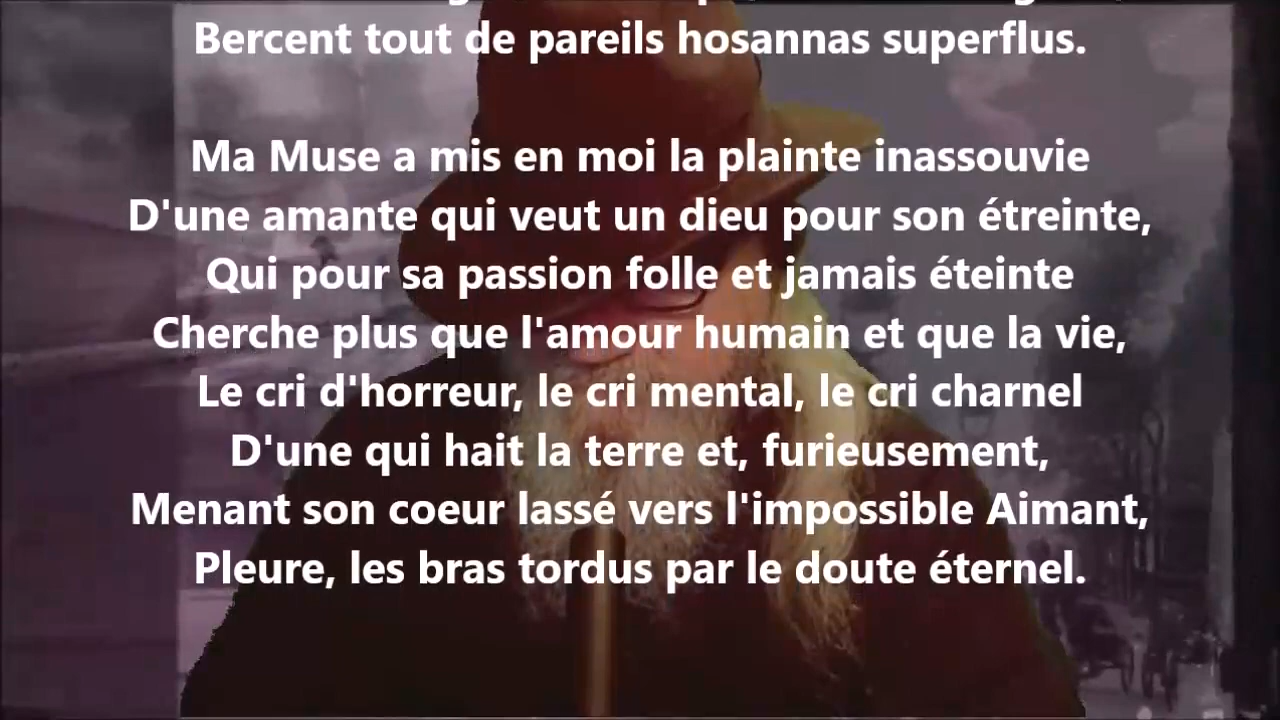 Bercent tout de pareils hosannas superflus.
Ma Muse a mis en moi la plainte inassouvie
D'une amante qui veut un dieu pour son étreinte,
Qui pour sa passion folle et jamais éteinte
Cherche plus que l'amour humain et que la vie,
Le cri d'horreur, le cri mental, le cri charnel
D'une qui hait la terre et, furieusement,
Menant son coeur lassé vers l'impossible Aimant,
Pleure, les bras tordus par le doute éternel.